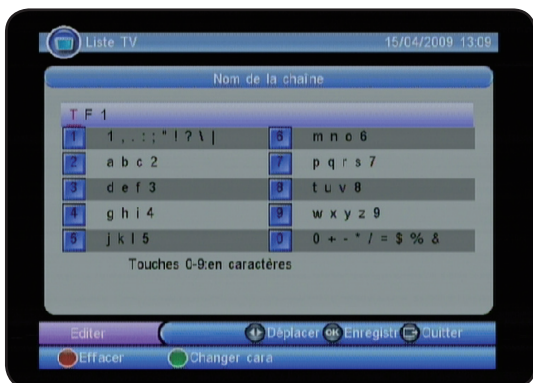 Liste TV 15/04/2009 13:09
Nom de la chaîne
T F 1
1 1 , . : ; " ! ? \ | 6 m n o 6
2 a b c 2 7 p q r s 7
3 d e f 3 8 t u v 8
4 g h i 4 9 w x y z 9
5 j k l 5 0 0 + - * / = $ % &
Touches 0-9:en caractères
Editer Déplacer OK Enregistr Quitter
Effacer Changer cara